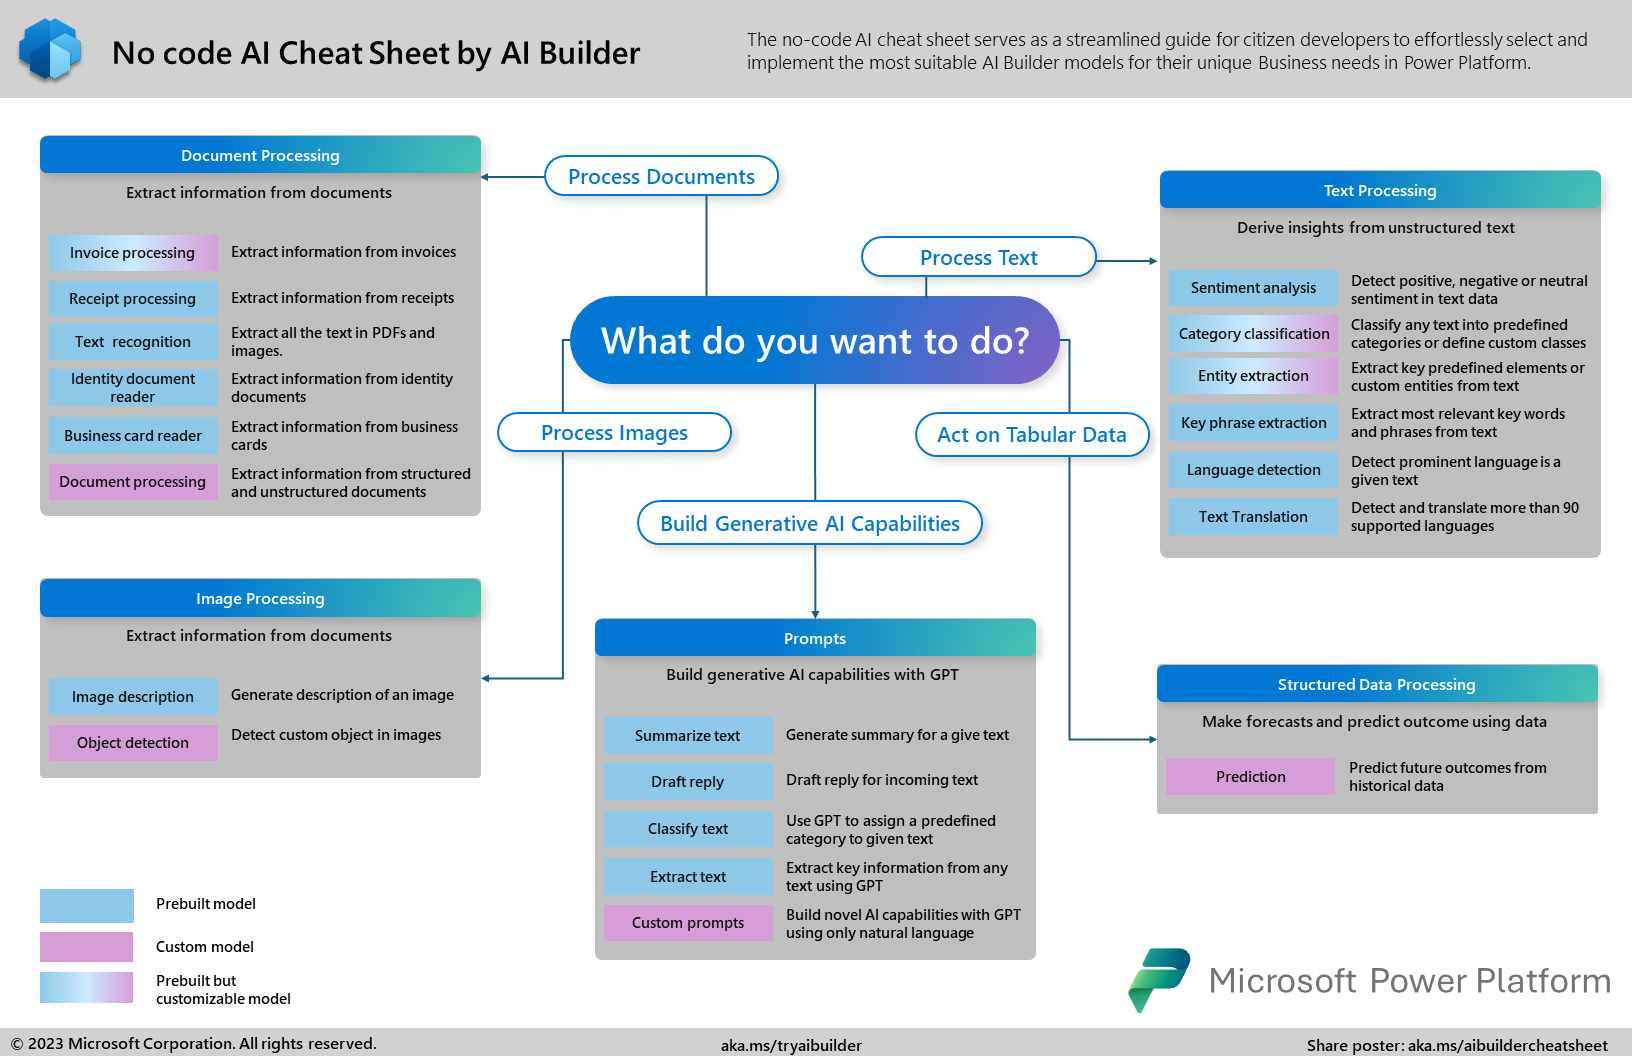 No code AI Cheat Sheet by AI Builder
The no-code AI cheat sheet serves as a streamlined guide for citizen developers to effortlessly select and
implement the most suitable AI Builder models for their unique Business needs in Power Platform.
Document Processing
Extract information from documents
Invoice processing
Extract information from invoices
Receipt processing
Extract information from receipts
Text recognition
Extract all the text in PDFs and
images.
Identity document
reader
Extract information from identity
documents
Business card reader
Extract information from business
cards
Document processing
Extract information from structured
and unstructured documents
Process Documents
Process Text
What do you want to do?
Process Images
Act on Tabular Data
Build Generative AI Capabilities
Text Processing
Derive insights from unstructured text
Sentiment analysis
Detect positive, negative or neutral
sentiment in text data
Category classification
Classify any text into predefined
categories or define custom classes
Entity extraction
Extract key predefined elements or
custom entities from text
Key phrase extraction
Extract most relevant key words
and phrases from text
Language detection
Detect prominent language is a
given text
Text Translation
Detect and translate more than 90
supported languages
Image Processing
Extract information from documents
Image description
Generate description of an image
Object detection
Detect custom object in images
Prompts
Build generative AI capabilities with GPT
Summarize text
Generate summary for a give text
Draft reply
Draft reply for incoming text
Classify text
Use GPT to assign a predefined
category to given text
Extract text
Extract key information from any
text using GPT
Custom prompts
Build novel AI capabilities with GPT
using only natural language
Structured Data Processing
Make forecasts and predict outcome using data
Prediction
Predict future outcomes from
historical data
Prebuilt model
Custom model
Prebuilt but
customizable model
Microsoft Power Platform
© 2023 Microsoft Corporation. All rights reserved.
aka.ms/tryaibuilder
Share poster: aka.ms/aibuildercheatsheet